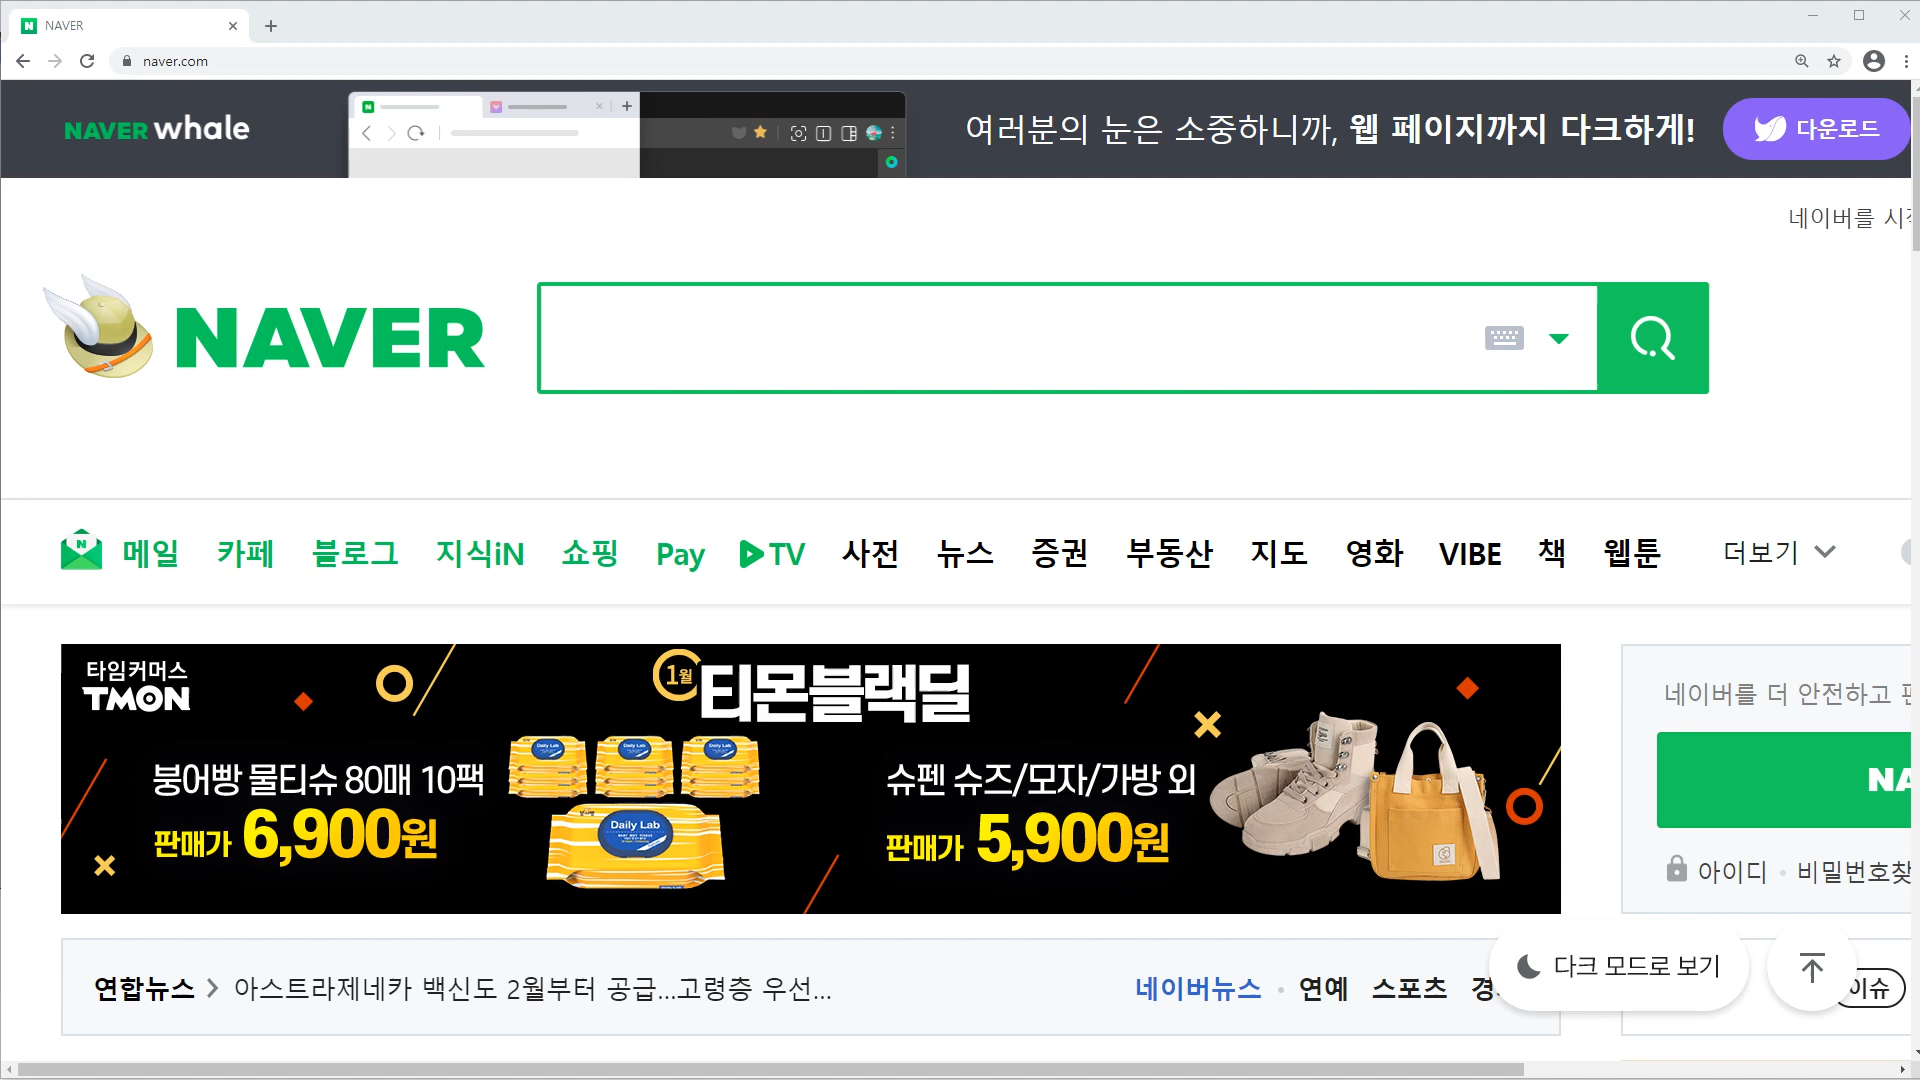 NAVER
naver.com
NAVER whale
여러분의 눈은 소중하니까, 웹 페이지까지 다크하게!
다운로드
네이버를
NAVER
메일 카페 블로그 지식iN 쇼핑 Pay TV 사전 뉴스 증권 부동산 지도 영화 VIBE 책 웹툰 더보기
타임커머스
TMON
1월 티몬블랙딜
붕어빵 물티슈 80매 10팩
판매가 6,900원
Daily Lab Daily Lab Daily Lab
Daily Lab
슈펜 슈즈/모자/가방 외
판매가 5,900원
네이버를 더 안전하고
NA
아이디 • 비밀번호찾
연합뉴스 > 아스트라제네카 백신도 2월부터 공급...고령층 우선...
네이버뉴스 • 연예 스포츠
다크 모드로 보기
이슈